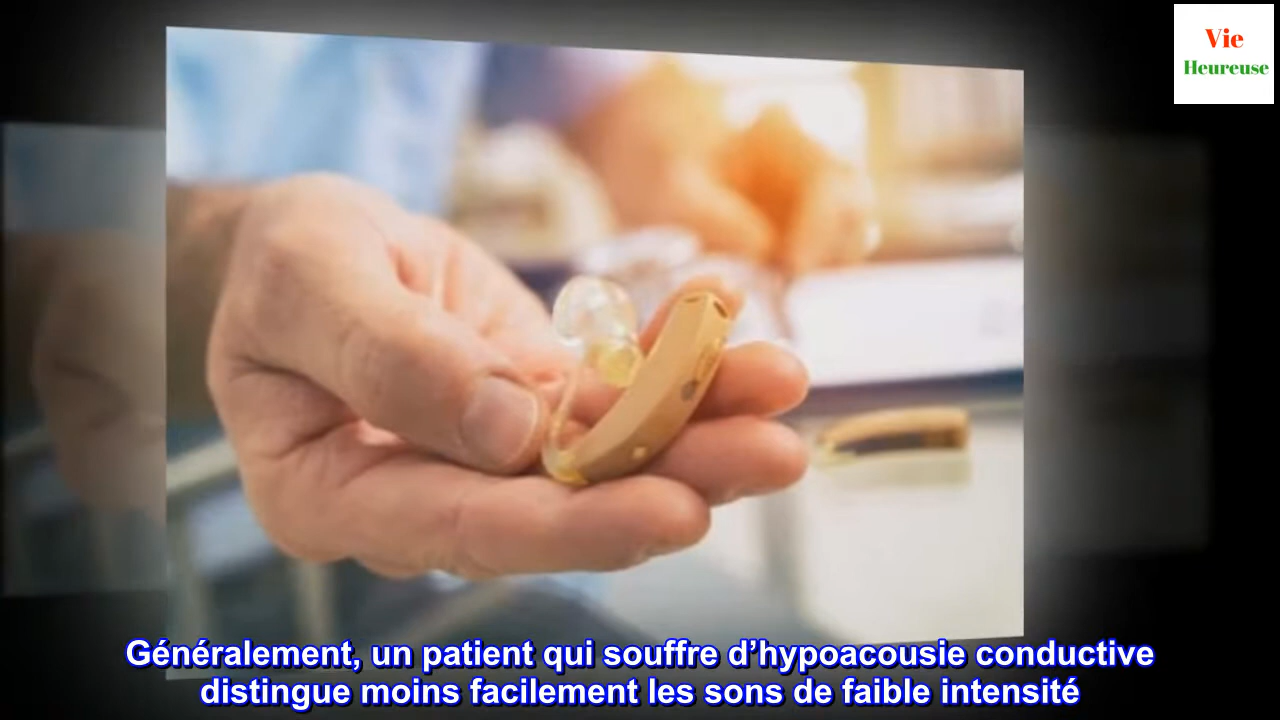 Vie
Heureuse
Généralement, un patient qui souffre d’hypoacousie conductive
distingue moins facilement les sons de faible intensité